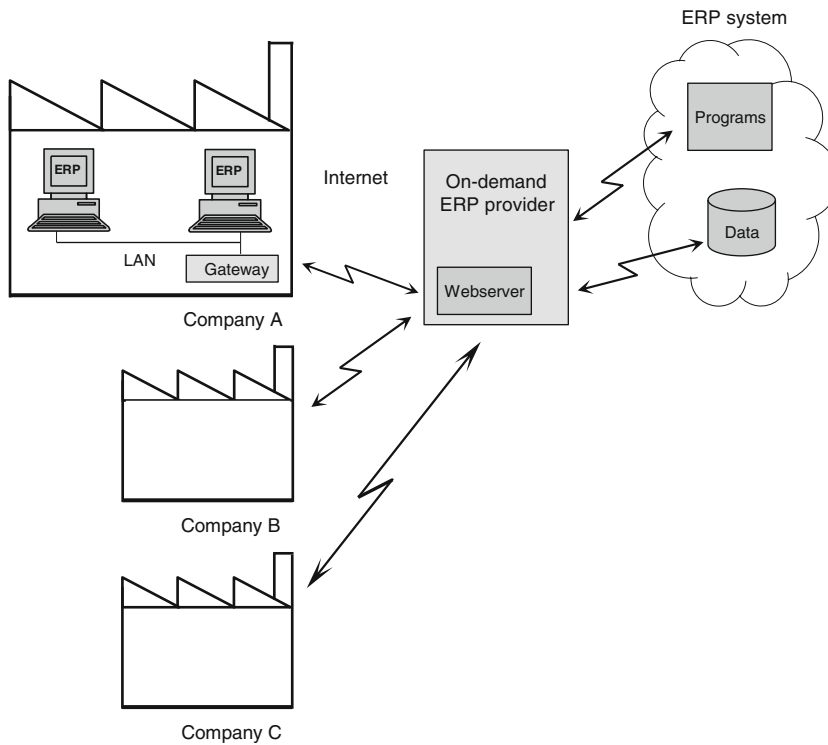 ERP system
Programs
Data
Internet
On-demand
ERP provider
Webserver
ERP
ERP
LAN
Gateway
Company A
Company B
Company C